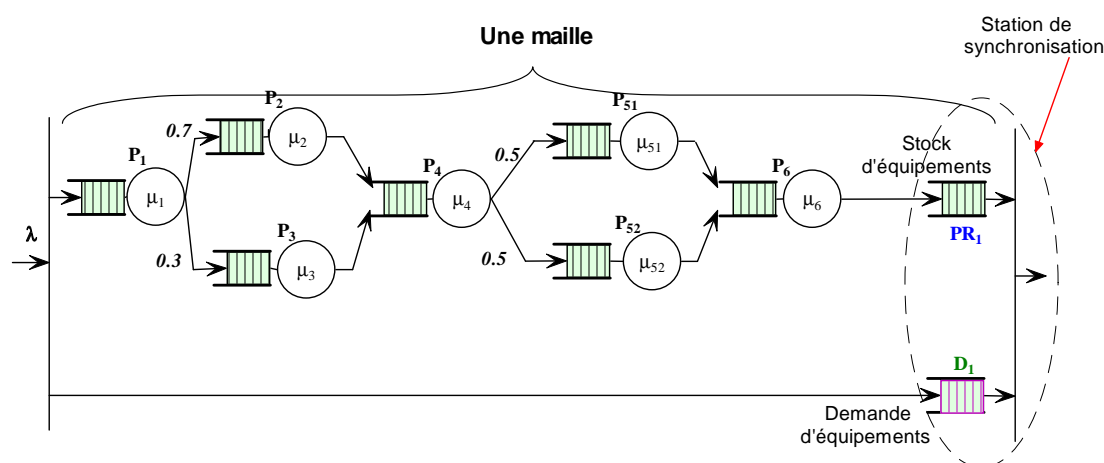 Station de
synchronisation
Une maille
P2
P51
0.7
μ2
0.5
μ51
Stock
d'équipements
P1
P4
P6
μ1
μ4
μ6
PR1
λ
P3
P52
0.3
μ3
0.5
μ52
D1
Demande
d'équipements